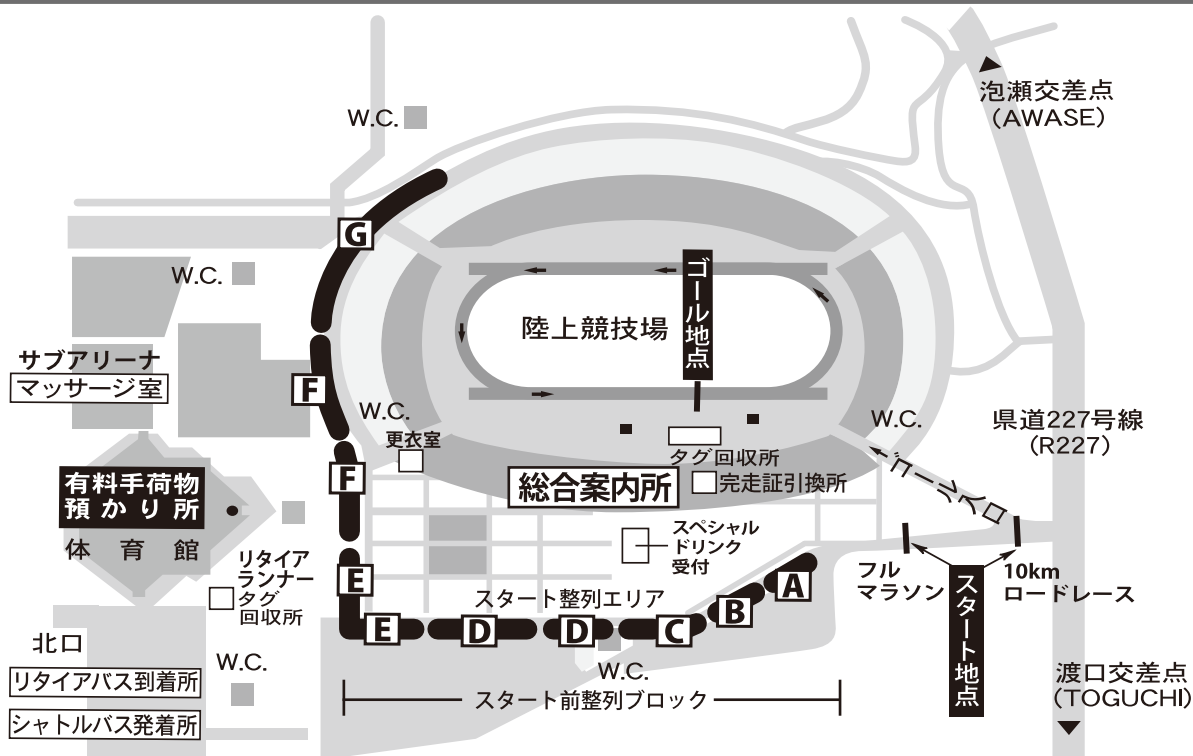 W.C.
泡瀬交差点
(AWASE)
G
W.C.
ゴール地点
陸上競技場
サブアリーナ
マッサージ室
F
W.C.
更衣室
W.C.
県道227号線
(R227)
タグ回収所
完走証引換所
総合案内所
F
有料手荷物
預かり所
体育館
ゴール入口
スペシャル
ドリンク
受付
リタイア
ランナー
タグ
回収所
E
スタート整列エリア
A
B
C
D
D
E
フル
マラソン
スタート地点
10km
ロードレース
北口
W.C.
W.C.
リタイアバス到着所
シャトルバス発着所
スタート前整列ブロック
渡口交差点
(TOGUCHI)